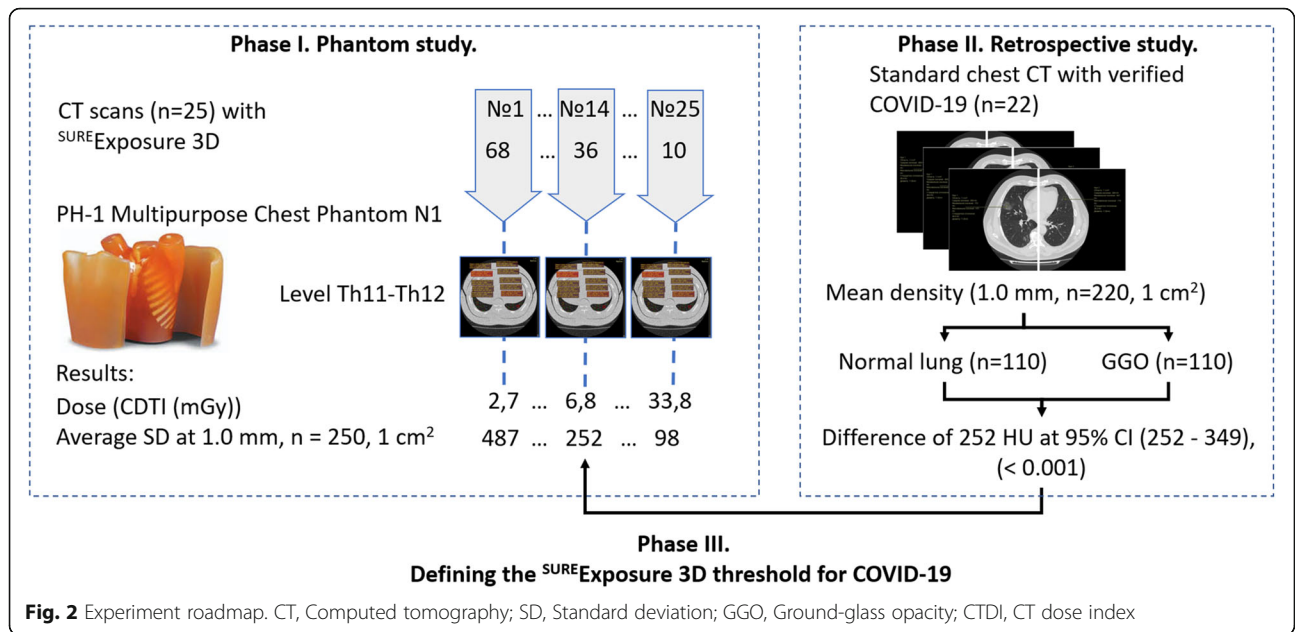 Phase I. Phantom study.
CT scans (n=25) with
SUREExposure 3D
№1 ... №14 ... №25
68 ... 36 ... 10
PH-1 Multipurpose Chest Phantom N1
Level Th11-Th12
Results:
Dose (CDTI (mGy))
2,7 ... 6,8 ... 33,8
Average SD at 1.0 mm, n = 250, 1 cm²
487 ... 252 ... 98
Phase II. Retrospective study.
Standard chest CT with verified
COVID-19 (n=22)
Mean density (1.0 mm, n=220, 1 cm²)
Normal lung (n=110)
GGO (n=110)
Difference of 252 HU at 95% CI (252 - 349),
(< 0.001)
Phase III.
Defining the SUREExposure 3D threshold for COVID-19
Fig. 2 Experiment roadmap. CT, Computed tomography; SD, Standard deviation; GGO, Ground-glass opacity; CTDI, CT dose index